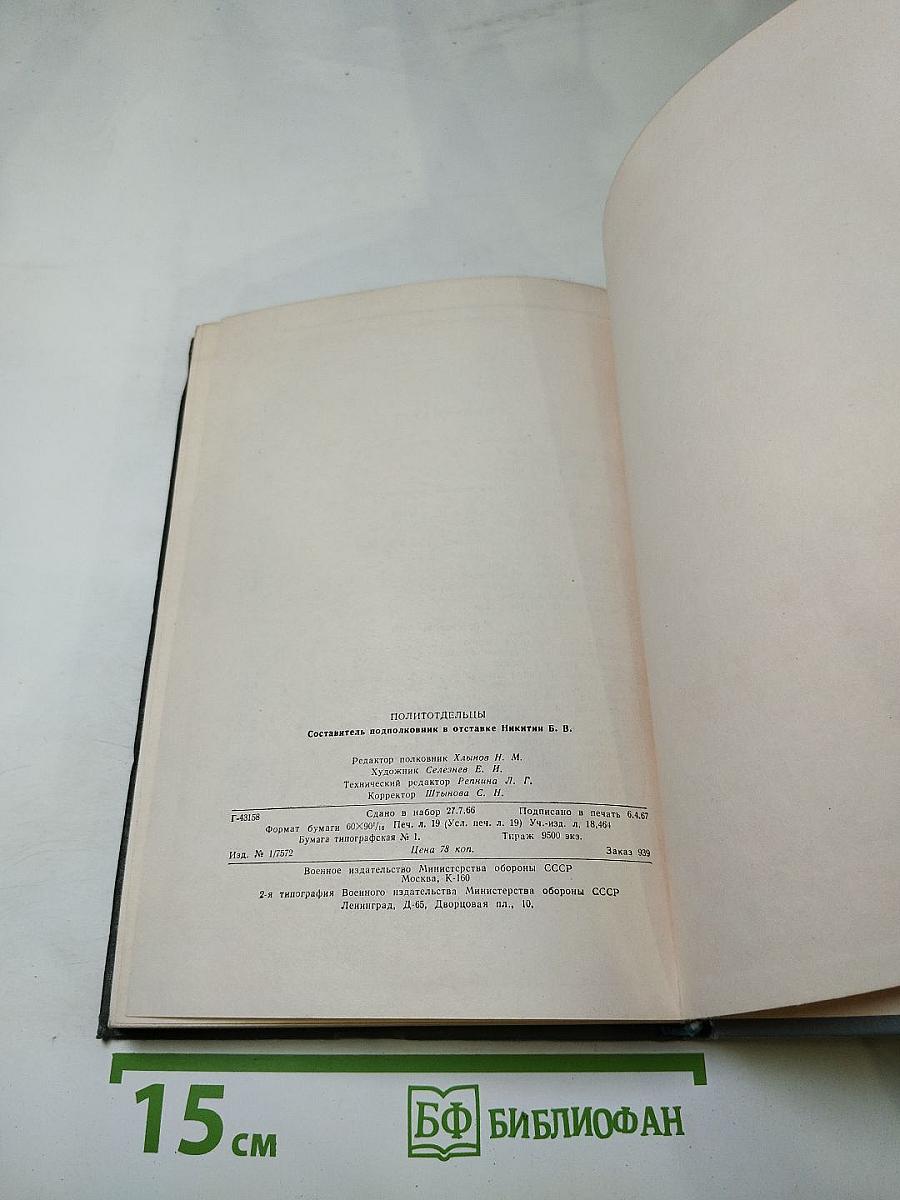 ПОЛИТОТДЕЛЬЦЫ
Составитель подполковник в отставке Никитин Б. В.
Редактор полковник Хлынов Н. М.
Художник Селезнев Е. И.
Технический редактор Репнина Л. Г.
Корректор Штынова С. Н.
Г-43158 Сдано в набор 27.7.66 Подписано в печать 6.4.67
Формат бумаги 60×90¹/₁₆ Печ. л. 19 (Усл. печ. л. 19) Уч.-изд. л. 18,464
Бумага типографская № 1. Тираж 9500 экз.
Изд. № 1/7572 Цена 78 коп. Заказ 939
Военное издательство Министерства обороны СССР
Москва, К-160
2-я типография Военного издательства Министерства обороны СССР
Ленинград, Д-65, Дворцовая пл., 10.
15 см БФ БИБЛИОФАН